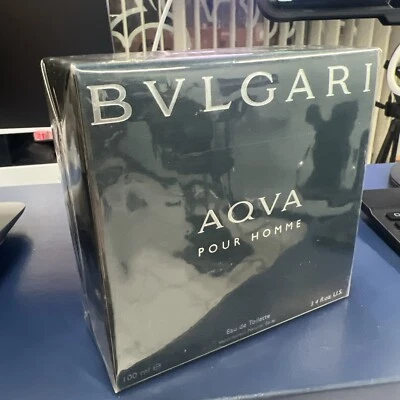 BVLGARI
AQVA
POUR HOMME
Eau de Toilette
100 ml ℮ 3.4 fl.oz. U.S.